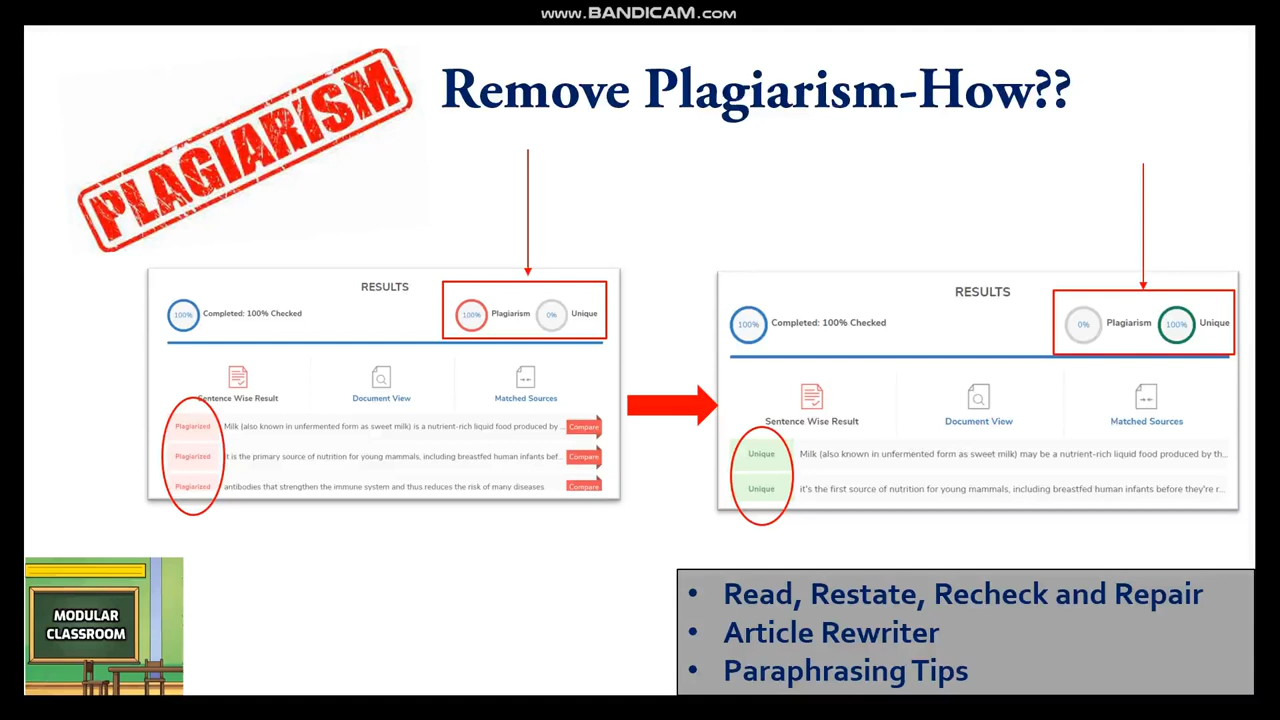 www.BANDICAM.com
PLAGIARISM
Remove Plagiarism-How??
RESULTS
100% Completed: 100% Checked
100% Plagiarism 0% Unique
Sentence Wise Result Document View Matched Sources
Plagiarized Milk (also known in unfermented form as sweet milk) is a nutrient-rich liquid food produced by ... Compare
Plagiarized it is the primary source of nutrition for young mammals, including breastfed human infants bef... Compare
Plagiarized antibodies that strengthen the immune system and thus reduces the risk of many diseases Compare
RESULTS
100% Completed: 100% Checked
0% Plagiarism 100% Unique
Sentence Wise Result Document View Matched Sources
Unique Milk (also known in unfermented form as sweet milk) may be a nutrient-rich liquid food produced by th...
Unique it's the first source of nutrition for young mammals, including breastfed human infants before they're r...
MODULAR
CLASSROOM
• Read, Restate, Recheck and Repair
• Article Rewriter
• Paraphrasing Tips